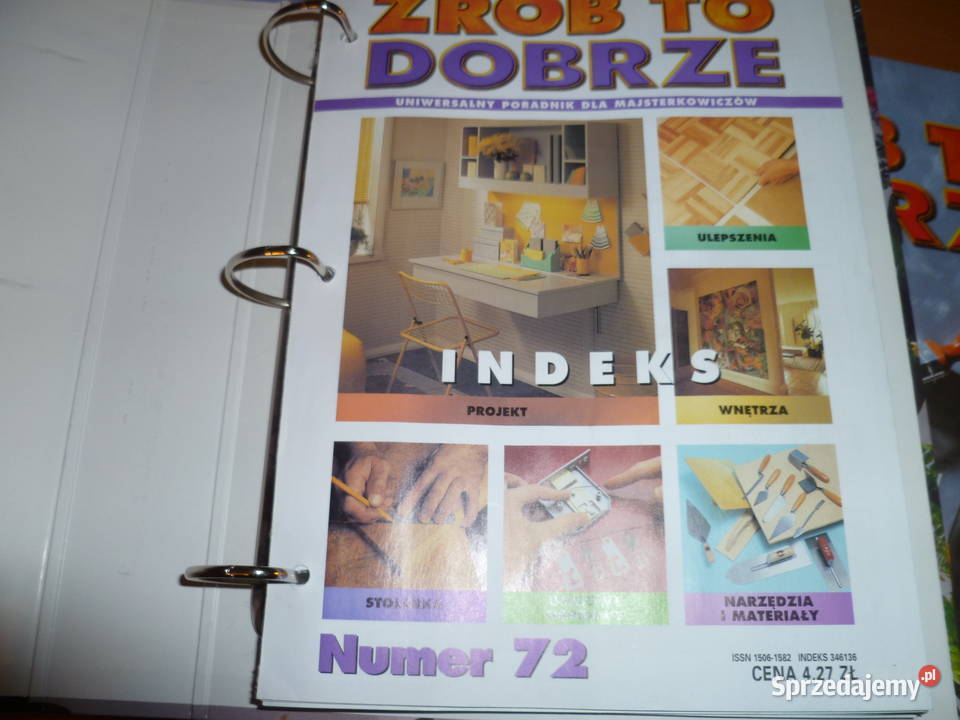 ZRÓB TO
DOBRZE
UNIWERSALNY PORADNIK DLA MAJSTERKOWICZÓW
ULEPSZENIA
INDEKS
PROJEKT
WNĘTRZA
STOLARKA
NARZĘDZIA
I MATERIAŁY
Numer 72
ISSN 1506-1582 INDEKS 346136
CENA 4,27 ZŁ
Sprzedajemy.pl